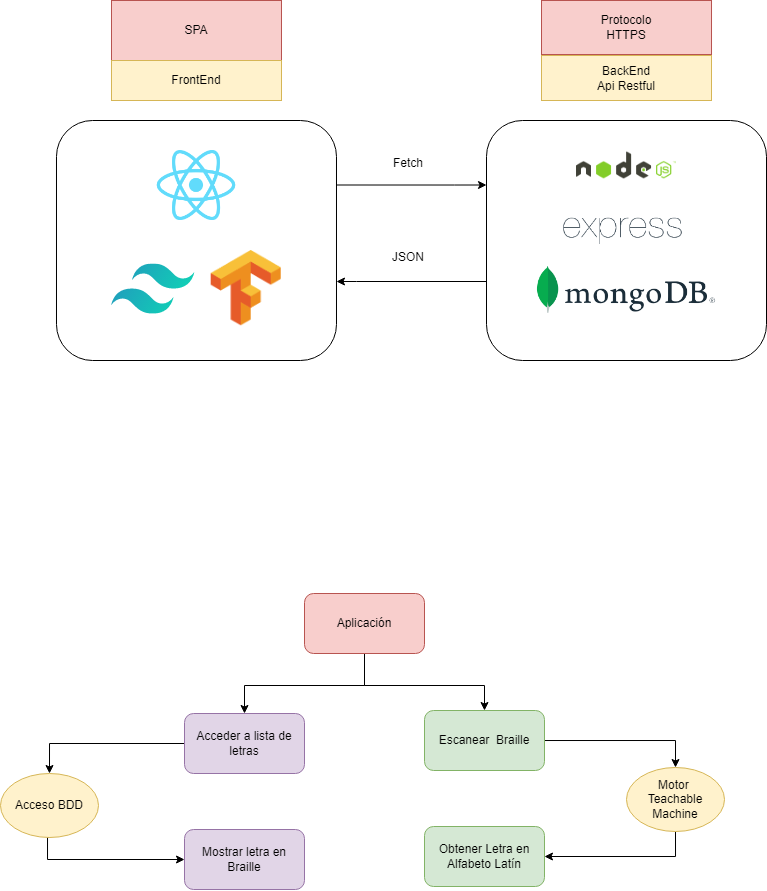 SPA
FrontEnd
Protocolo
HTTPS
BackEnd
Api Restful
Fetch
JSON
node
JS
express
mongoDB®
Aplicación
Acceder a lista de
letras
Escanear Braille
Acceso BDD
Motor
Teachable
Machine
Mostrar letra en
Braille
Obtener Letra en
Alfabeto Latín